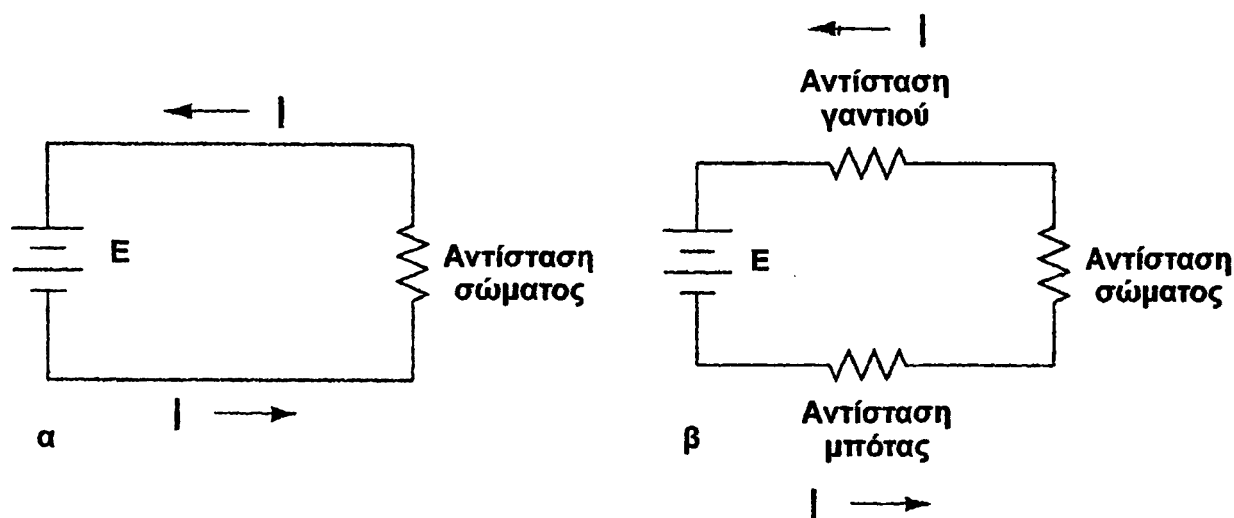 I
E
Αντίσταση
σώματος
I
α
I
Αντίσταση
γαντιού
E
Αντίσταση
σώματος
Αντίσταση
μπότας
β
I